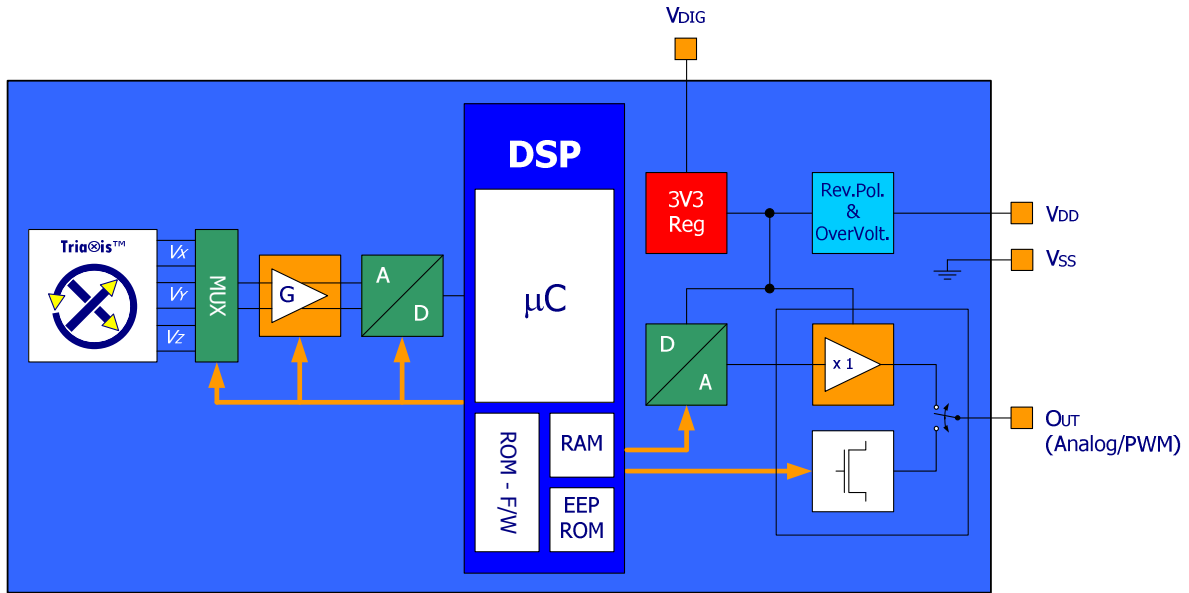 VDIG
DSP
3V3
Reg
Rev.Pol.
&
OverVolt.
VDD
VSS
Tria⊗is™
VX
VY
VZ
MUX
G
A
D
μC
D
A
x 1
OUT
(Analog/PWM)
ROM - F/W
RAM
EEP
ROM